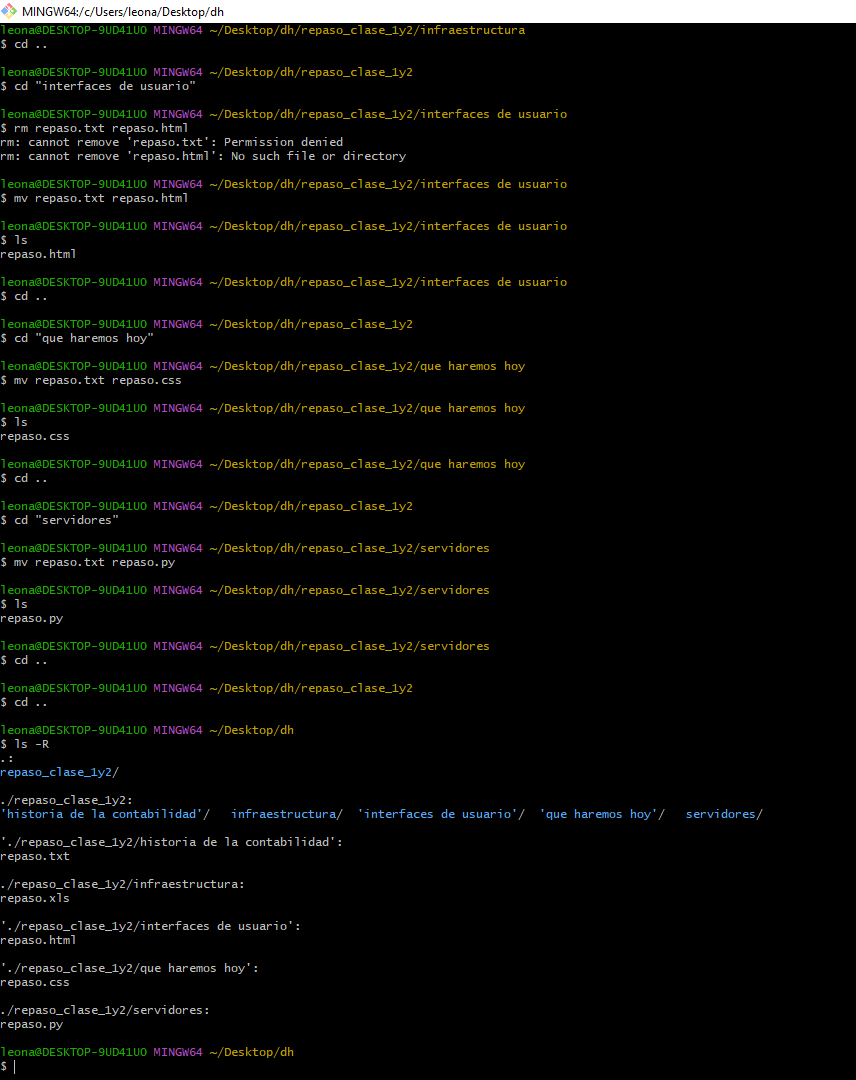 MINGW64:/c/Users/leona/Desktop/dh
leona@DESKTOP-9UD41UO MINGW64 ~/Desktop/dh/repaso_clase_1y2/infraestructura
$ cd ..
leona@DESKTOP-9UD41UO MINGW64 ~/Desktop/dh/repaso_clase_1y2
$ cd "interfaces de usuario"
leona@DESKTOP-9UD41UO MINGW64 ~/Desktop/dh/repaso_clase_1y2/interfaces de usuario
$ rm repaso.txt repaso.html
rm: cannot remove 'repaso.txt': Permission denied
rm: cannot remove 'repaso.html': No such file or directory
leona@DESKTOP-9UD41UO MINGW64 ~/Desktop/dh/repaso_clase_1y2/interfaces de usuario
$ mv repaso.txt repaso.html
leona@DESKTOP-9UD41UO MINGW64 ~/Desktop/dh/repaso_clase_1y2/interfaces de usuario
$ ls
repaso.html
leona@DESKTOP-9UD41UO MINGW64 ~/Desktop/dh/repaso_clase_1y2/interfaces de usuario
$ cd ..
leona@DESKTOP-9UD41UO MINGW64 ~/Desktop/dh/repaso_clase_1y2
$ cd "que haremos hoy"
leona@DESKTOP-9UD41UO MINGW64 ~/Desktop/dh/repaso_clase_1y2/que haremos hoy
$ mv repaso.txt repaso.css
leona@DESKTOP-9UD41UO MINGW64 ~/Desktop/dh/repaso_clase_1y2/que haremos hoy
$ ls
repaso.css
leona@DESKTOP-9UD41UO MINGW64 ~/Desktop/dh/repaso_clase_1y2/que haremos hoy
$ cd ..
leona@DESKTOP-9UD41UO MINGW64 ~/Desktop/dh/repaso_clase_1y2
$ cd "servidores"
leona@DESKTOP-9UD41UO MINGW64 ~/Desktop/dh/repaso_clase_1y2/servidores
$ mv repaso.txt repaso.py
leona@DESKTOP-9UD41UO MINGW64 ~/Desktop/dh/repaso_clase_1y2/servidores
$ ls
repaso.py
leona@DESKTOP-9UD41UO MINGW64 ~/Desktop/dh/repaso_clase_1y2/servidores
$ cd ..
leona@DESKTOP-9UD41UO MINGW64 ~/Desktop/dh/repaso_clase_1y2
$ cd ..
leona@DESKTOP-9UD41UO MINGW64 ~/Desktop/dh
$ ls -R
.:
repaso_clase_1y2/
./repaso_clase_1y2:
'historia de la contabilidad'/ infraestructura/ 'interfaces de usuario'/ 'que haremos hoy'/ servidores/
'./repaso_clase_1y2/historia de la contabilidad':
repaso.txt
./repaso_clase_1y2/infraestructura:
repaso.xls
'./repaso_clase_1y2/interfaces de usuario':
repaso.html
'./repaso_clase_1y2/que haremos hoy':
repaso.css
./repaso_clase_1y2/servidores:
repaso.py
leona@DESKTOP-9UD41UO MINGW64 ~/Desktop/dh
$